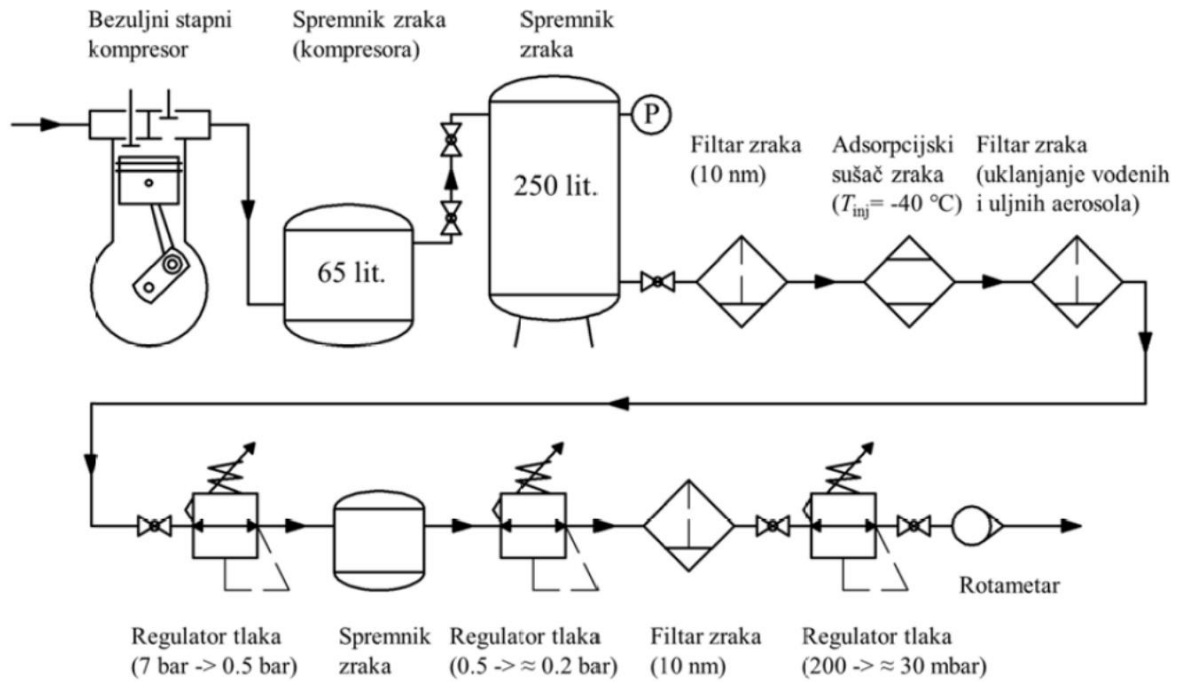 Bezuljni stapni
kompresor
Spremnik zraka
(kompresora)
Spremnik
zraka
P
250 lit.
65 lit.
Filtar zraka
(10 nm)
Adsorpcijski
sušač zraka
(Tinj= -40 °C)
Filtar zraka
(uklanjanje vodenih
i uljnih aerosola)
Regulator tlaka
(7 bar -> 0.5 bar)
Spremnik
zraka
Regulator tlaka
(0.5 -> ≈ 0.2 bar)
Filtar zraka
(10 nm)
Regulator tlaka
(200 -> ≈ 30 mbar)
Rotametar